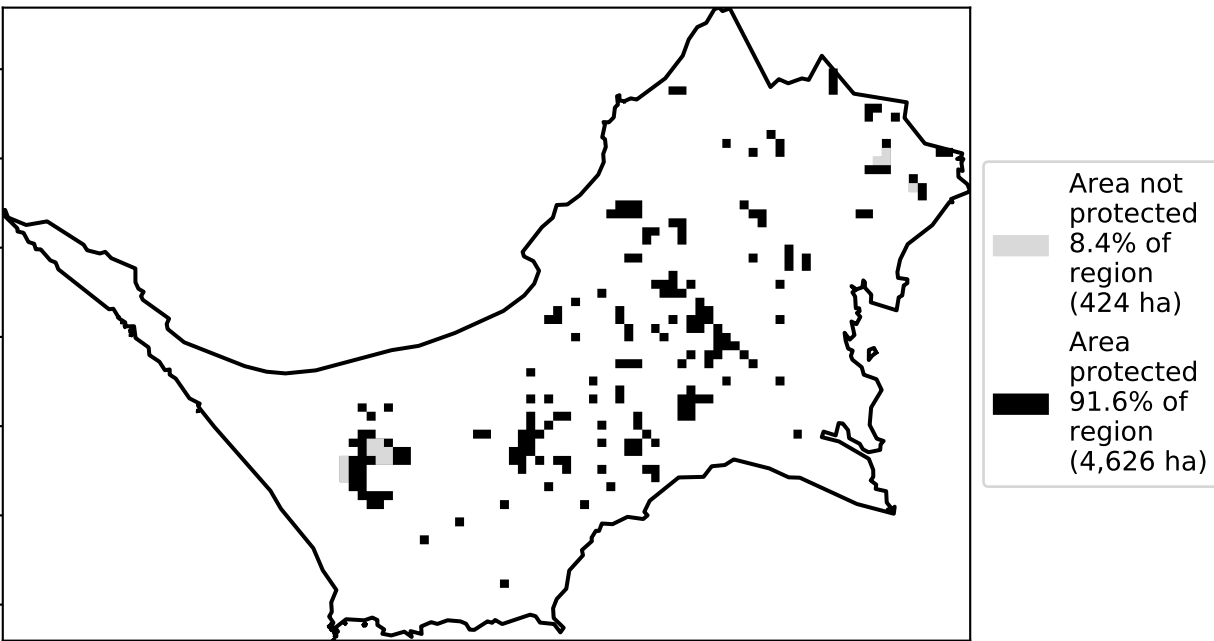 Area not
protected
8.4% of
region
(424 ha)
Area
protected
91.6% of
region
(4,626 ha)